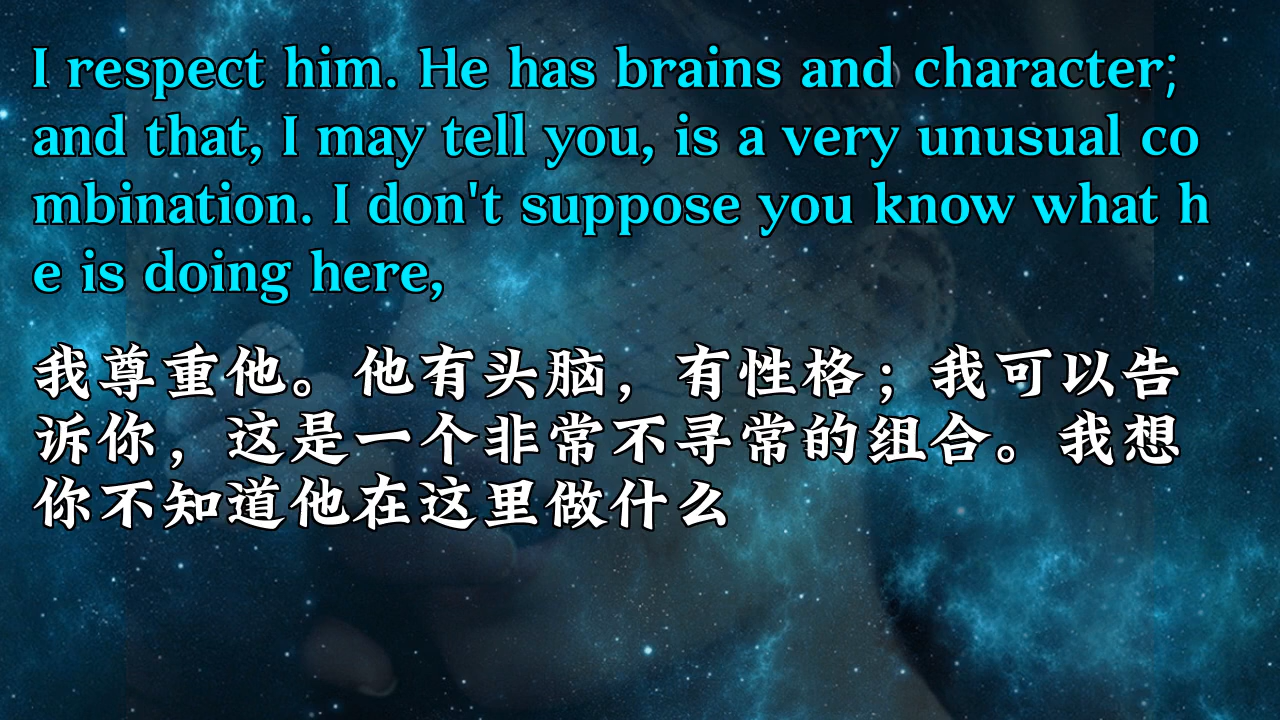 I respect him. He has brains and character;
and that, I may tell you, is a very unusual co
mbination. I don't suppose you know what h
e is doing here,
我尊重他。他有头脑，有性格；我可以告
诉你，这是一个非常不寻常的组合。我想
你不知道他在这里做什么